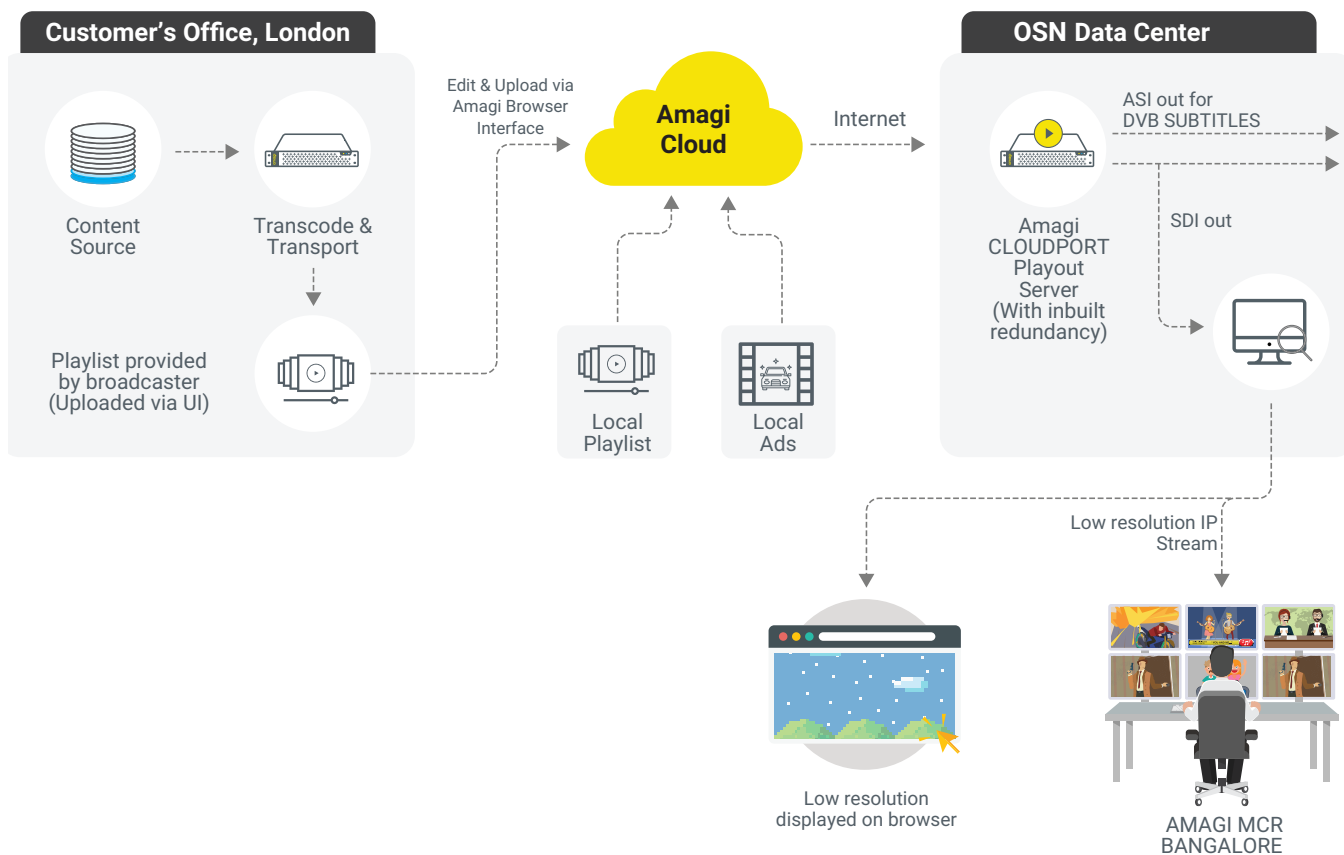 Customer's Office, London
Content
Source
Transcode &
Transport
Playlist provided
by broadcaster
(Uploaded via UI)
Edit & Upload via
Amagi Browser
Interface
Amagi
Cloud
Internet
Local
Playlist
Local
Ads
OSN Data Center
Amagi
CLOUDPORT
Playout
Server
(With inbuilt
redundancy)
ASI out for
DVB SUBTITLES
SDI out
Low resolution IP
Stream
Low resolution
displayed on browser
AMAGI MCR
BANGALORE